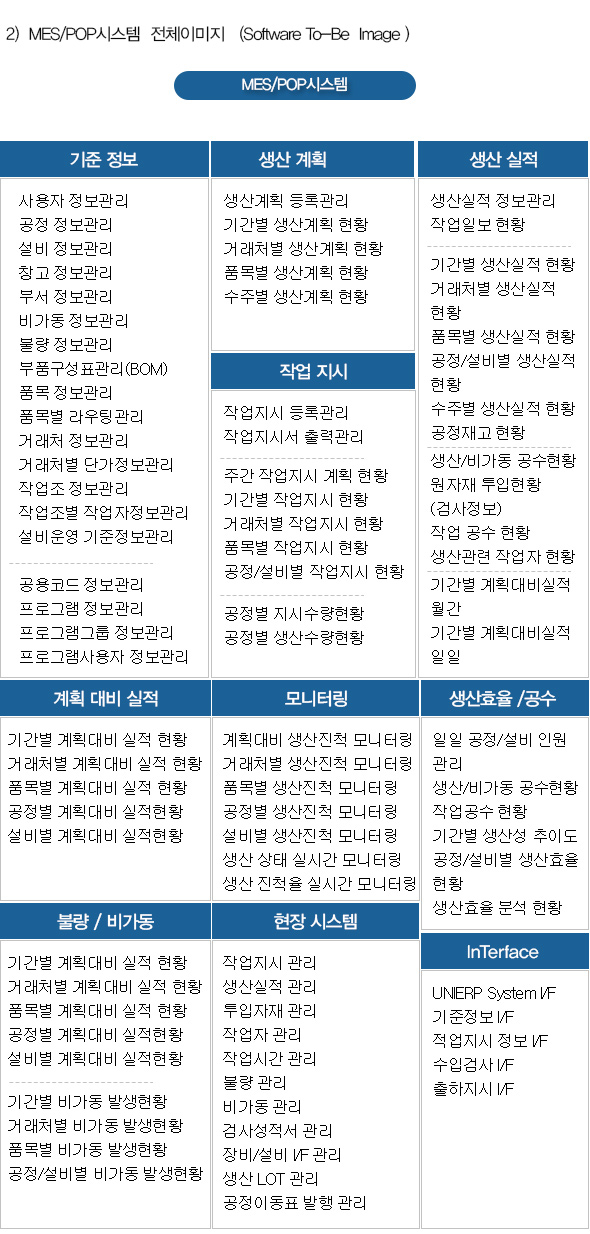 2) MES/POP시스템 전체이미지 (Software To-Be Image )
MES/POP시스템
기준 정보
사용자 정보관리
공정 정보관리
설비 정보관리
창고 정보관리
부서 정보관리
비가동 정보관리
불량 정보관리
부품구성표관리(BOM)
품목 정보관리
품목별 라우팅관리
거래처 정보관리
거래처별 단가정보관리
작업조 정보관리
작업조별 작업자정보관리
설비운영 기준정보관리
공용코드 정보관리
프로그램 정보관리
프로그램그룹 정보관리
프로그램사용자 정보관리
생산 계획
생산계획 등록관리
기간별 생산계획 현황
거래처별 생산계획 현황
품목별 생산계획 현황
수주별 생산계획 현황
작업 지시
작업지시 등록관리
작업지시서 출력관리
주간 작업지시 계획 현황
기간별 작업지시 현황
거래처별 작업지시 현황
품목별 작업지시 현황
공정/설비별 작업지시 현황
공정별 지시수량현황
공정별 생산수량현황
생산 실적
생산실적 정보관리
작업일보 현황
기간별 생산실적 현황
거래처별 생산실적
현황
품목별 생산실적 현황
공정/설비별 생산실적
현황
수주별 생산실적 현황
공정재고 현황
생산/비가동 공수현황
원자재 투입현황
(검사정보)
작업 공수 현황
생산관련 작업자 현황
기간별 계획대비실적
월간
기간별 계획대비실적
일일
계획 대비 실적
기간별 계획대비 실적 현황
거래처별 계획대비 실적 현황
품목별 계획대비 실적 현황
공정별 계획대비 실적현황
설비별 계획대비 실적현황
모니터링
계획대비 생산진척 모니터링
거래처별 생산진척 모니터링
품목별 생산진척 모니터링
공정별 생산진척 모니터링
설비별 생산진척 모니터링
생산 상태 실시간 모니터링
생산 진척율 실시간 모니터링
생산효율 /공수
일일 공정/설비 인원
관리
생산/비가동 공수현황
작업공수 현황
기간별 생산성 추이도
공정/설비별 생산효율
현황
생산효율 분석 현황
불량 / 비가동
기간별 계획대비 실적 현황
거래처별 계획대비 실적 현황
품목별 계획대비 실적 현황
공정별 계획대비 실적현황
설비별 계획대비 실적현황
기간별 비가동 발생현황
거래처별 비가동 발생현황
품목별 비가동 발생현황
공정/설비별 비가동 발생현황
현장 시스템
작업지시 관리
생산실적 관리
투입자재 관리
작업자 관리
작업시간 관리
불량 관리
비가동 관리
검사성적서 관리
장비/설비 I/F 관리
생산 LOT 관리
공정이동표 발행 관리
InTerface
UNIERP System I/F
기준정보 I/F
적업지시 정보 I/F
수입검사 I/F
출하지시 I/F